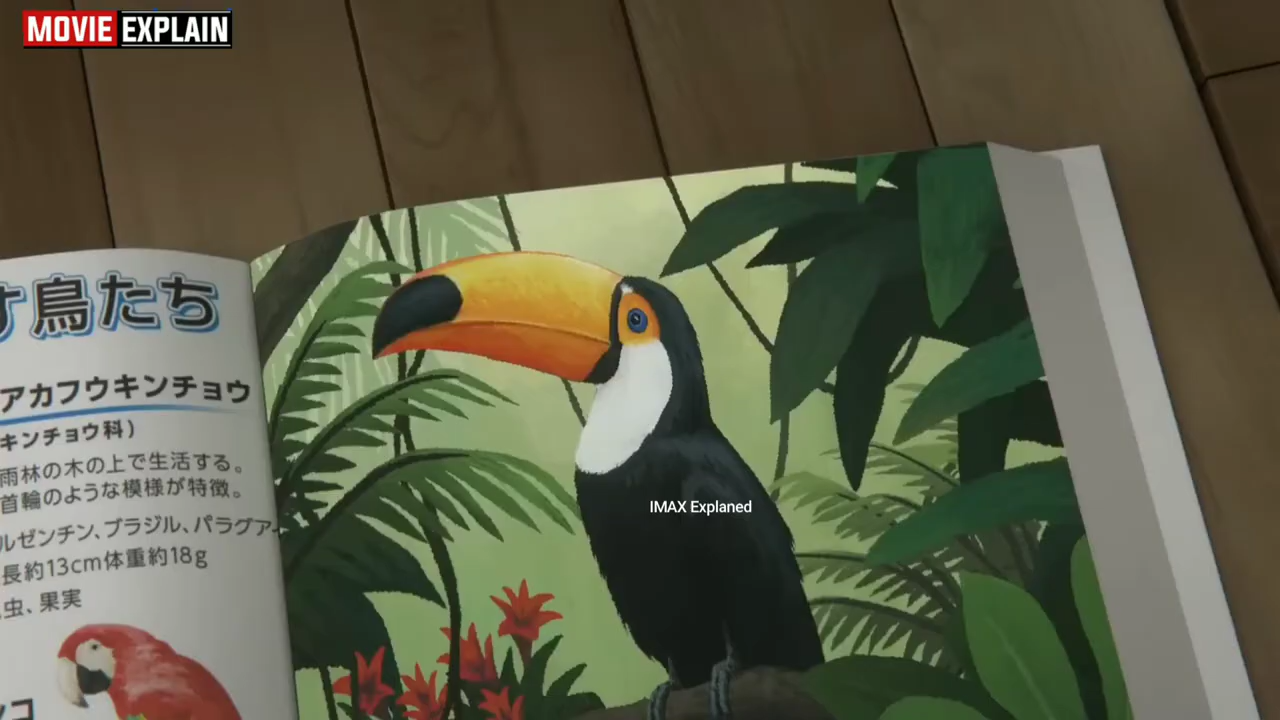 MOVIE EXPLAIN
す鳥たち
アカフウキンチョウ
キンチョウ科)
雨林の木の上で生活する。
首輪のような模様が特徴。
ルゼンチン、ブラジル、パラグア
長約13cm体重約18g
虫、果実
IMAX Explaned
コ